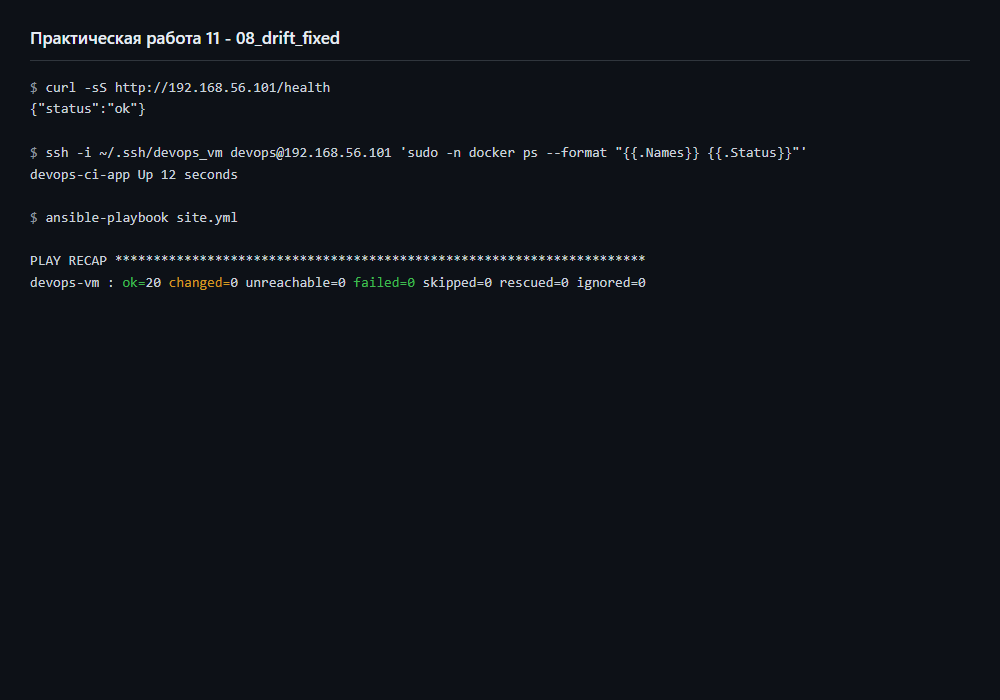 Практическая работа 11 - 08_drift_fixed
$ curl -sS http://192.168.56.101/health
{"status":"ok"}
$ ssh -i ~/.ssh/devops_vm devops@192.168.56.101 'sudo -n docker ps --format "{{.Names}} {{.Status}}"'
devops-ci-app Up 12 seconds
$ ansible-playbook site.yml
PLAY RECAP *********************************************************************
devops-vm : ok=20 changed=0 unreachable=0 failed=0 skipped=0 rescued=0 ignored=0